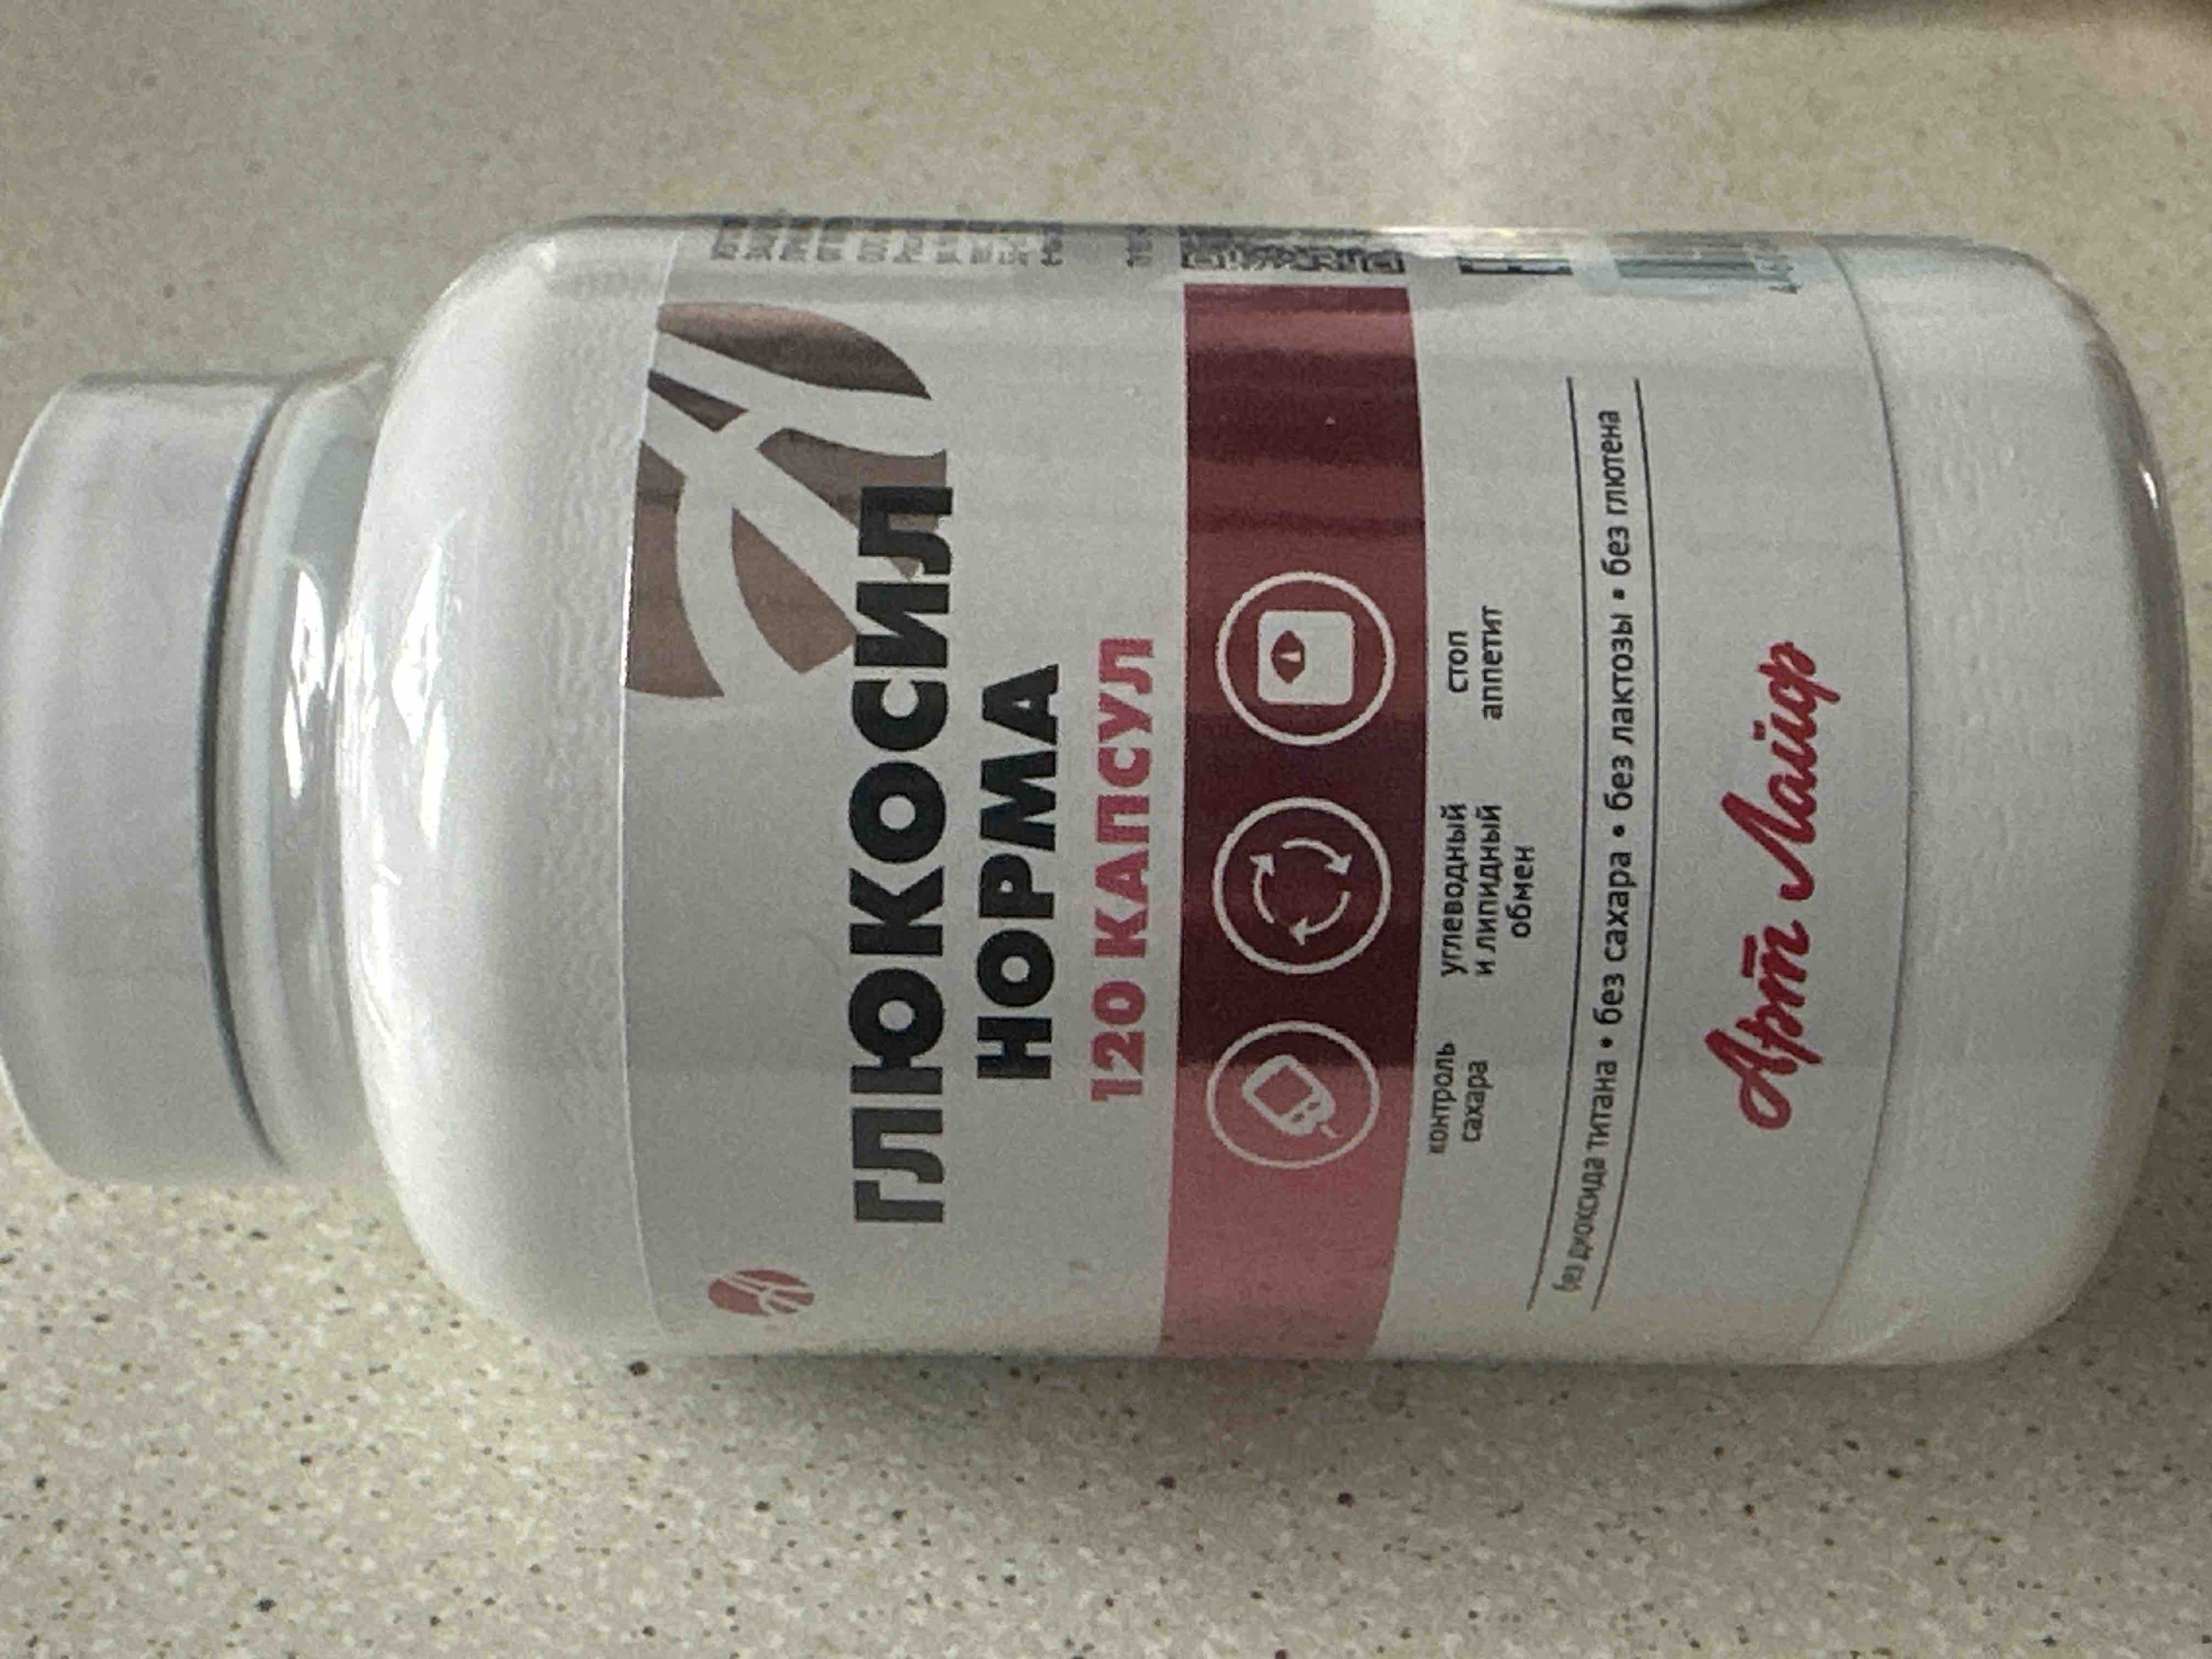 ГЛЮКОСИЛ
НОРМА
120 КАПСУЛ
контроль
сахара
углеводный
и липидный
обмен
стоп
аппетит
без диоксида титана • без сахара • без лактозы • без глютена
Арт Лайф